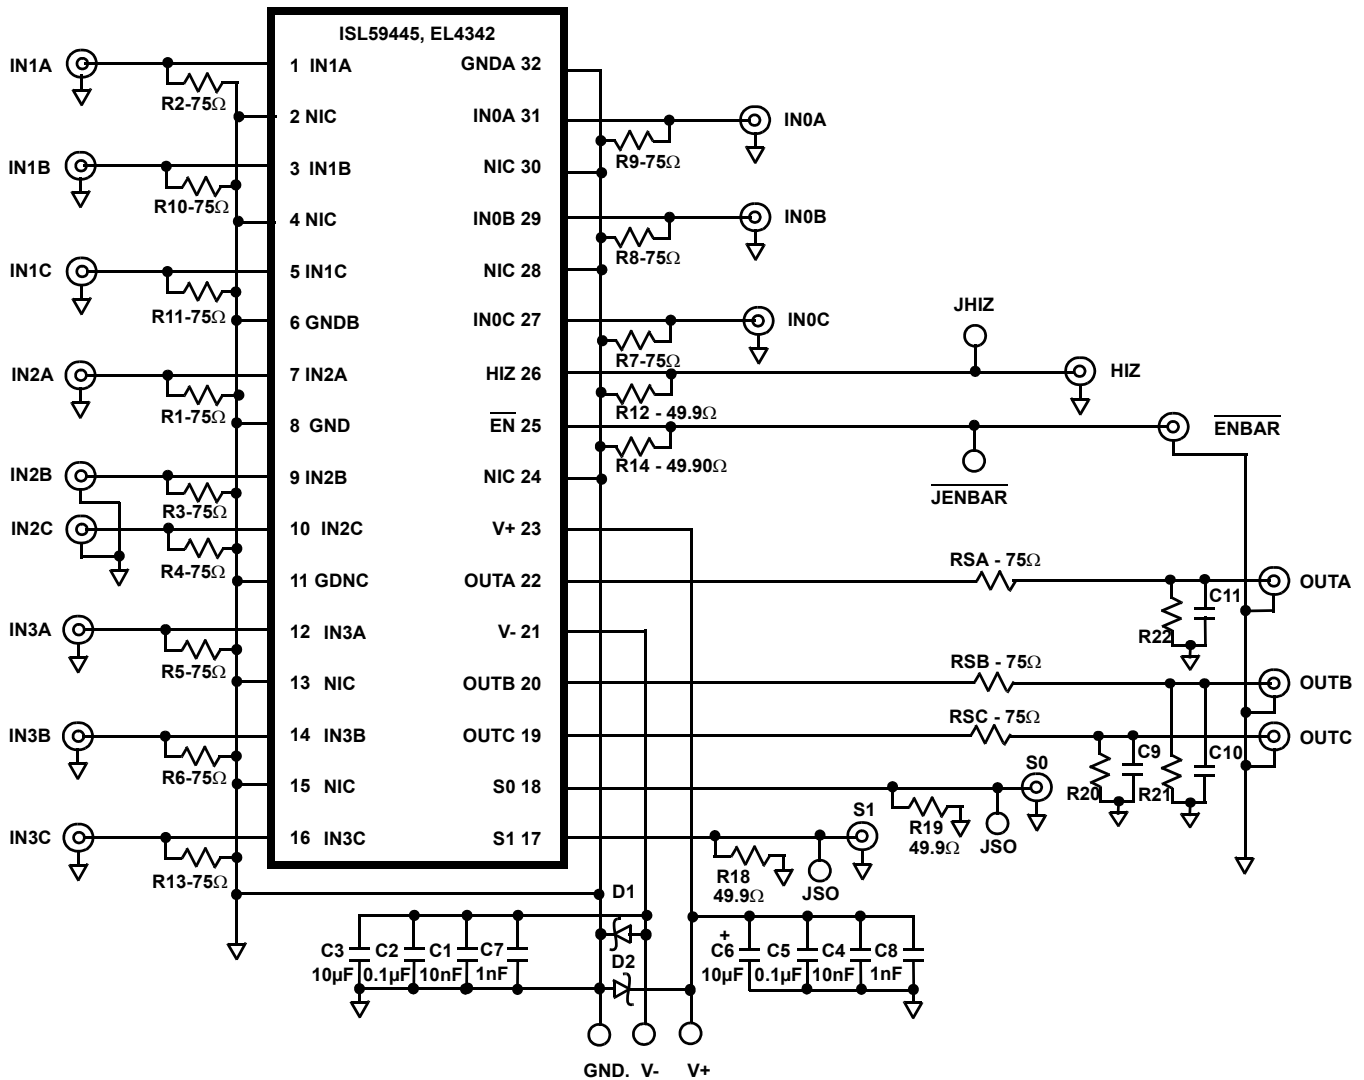 ISL59445, EL4342
IN1A
1 IN1A
GNDA 32
R2-75Ω
2 NIC
IN0A 31
IN0A
R9-75Ω
IN1B
3 IN1B
NIC 30
R10-75Ω
4 NIC
IN0B 29
IN0B
R8-75Ω
IN1C
5 IN1C
NIC 28
R11-75Ω
6 GNDB
IN0C 27
IN0C
JHIZ
R7-75Ω
IN2A
7 IN2A
HIZ 26
HIZ
R1-75Ω
R12 - 49.9Ω
8 GND
EN 25
ENBAR
R14 - 49.90Ω
JENBAR
IN2B
9 IN2B
NIC 24
R3-75Ω
IN2C
10 IN2C
V+ 23
R4-75Ω
11 GDNC
OUTA 22
RSA - 75Ω
OUTA
C11
R22
IN3A
12 IN3A
V- 21
R5-75Ω
13 NIC
OUTB 20
RSB - 75Ω
OUTB
IN3B
14 IN3B
OUTC 19
RSC - 75Ω
OUTC
R6-75Ω
C9
C10
R20
R21
15 NIC
S0 18
S0
R19
49.9Ω
JSO
IN3C
16 IN3C
S1 17
S1
R13-75Ω
R18
49.9Ω
JSO
D1
C3
10µF
C2
0.1µF
C1
10nF
C7
1nF
D2
+
C6
10µF
C5
0.1µF
C4
10nF
C8
1nF
GND,
V-
V+